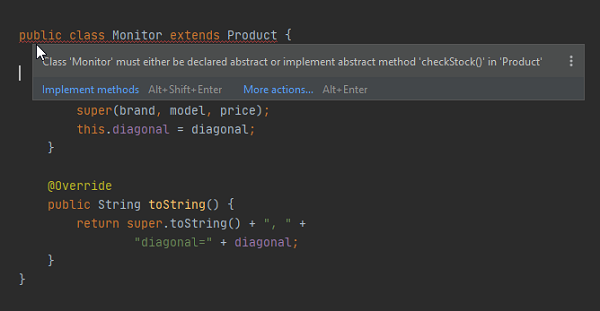 public class Monitor extends Product {
Class 'Monitor' must either be declared abstract or implement abstract method 'checkStock()' in 'Product'
Implement methods Alt+Shift+Enter More actions... Alt+Enter
super(brand, model, price);
this.diagonal = diagonal;
}
@Override
public String toString() {
return super.toString() + ", " +
"diagonal=" + diagonal;
}
}